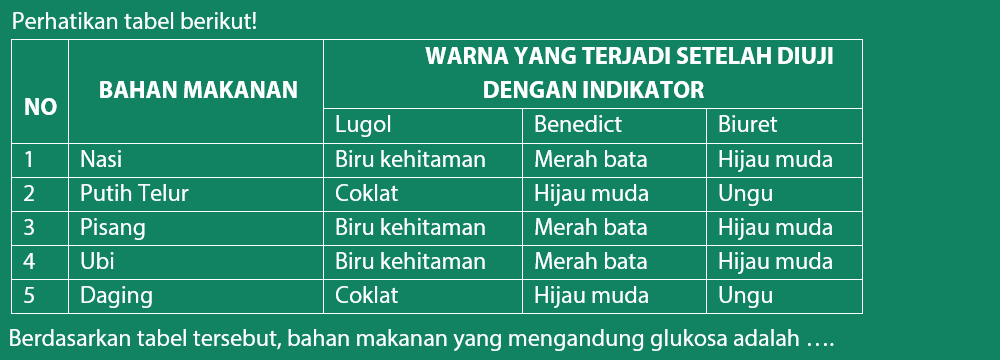 Perhatikan tabel berikut!
NO BAHAN MAKANAN WARNA YANG TERJADI SETELAH DIUJI
DENGAN INDIKATOR
Lugol Benedict Biuret
1 Nasi Biru kehitaman Merah bata Hijau muda
2 Putih Telur Coklat Hijau muda Ungu
3 Pisang Biru kehitaman Merah bata Hijau muda
4 Ubi Biru kehitaman Merah bata Hijau muda
5 Daging Coklat Hijau muda Ungu
Berdasarkan tabel tersebut, bahan makanan yang mengandung glukosa adalah ….